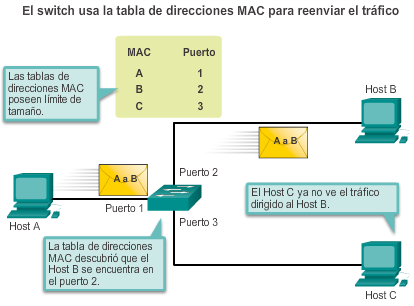 El switch usa la tabla de direcciones MAC para reenviar el tráfico
MAC Puerto
A 1
B 2
C 3
Las tablas de
direcciones MAC
poseen límite de
tamaño.
Host B
A a B
A a B
Puerto 2
El Host C ya no ve el tráfico
dirigido al Host B.
Puerto 1
Host A
Puerto 3
La tabla de direcciones
MAC descubrió que el
Host B se encuentra en
el puerto 2.
Host C